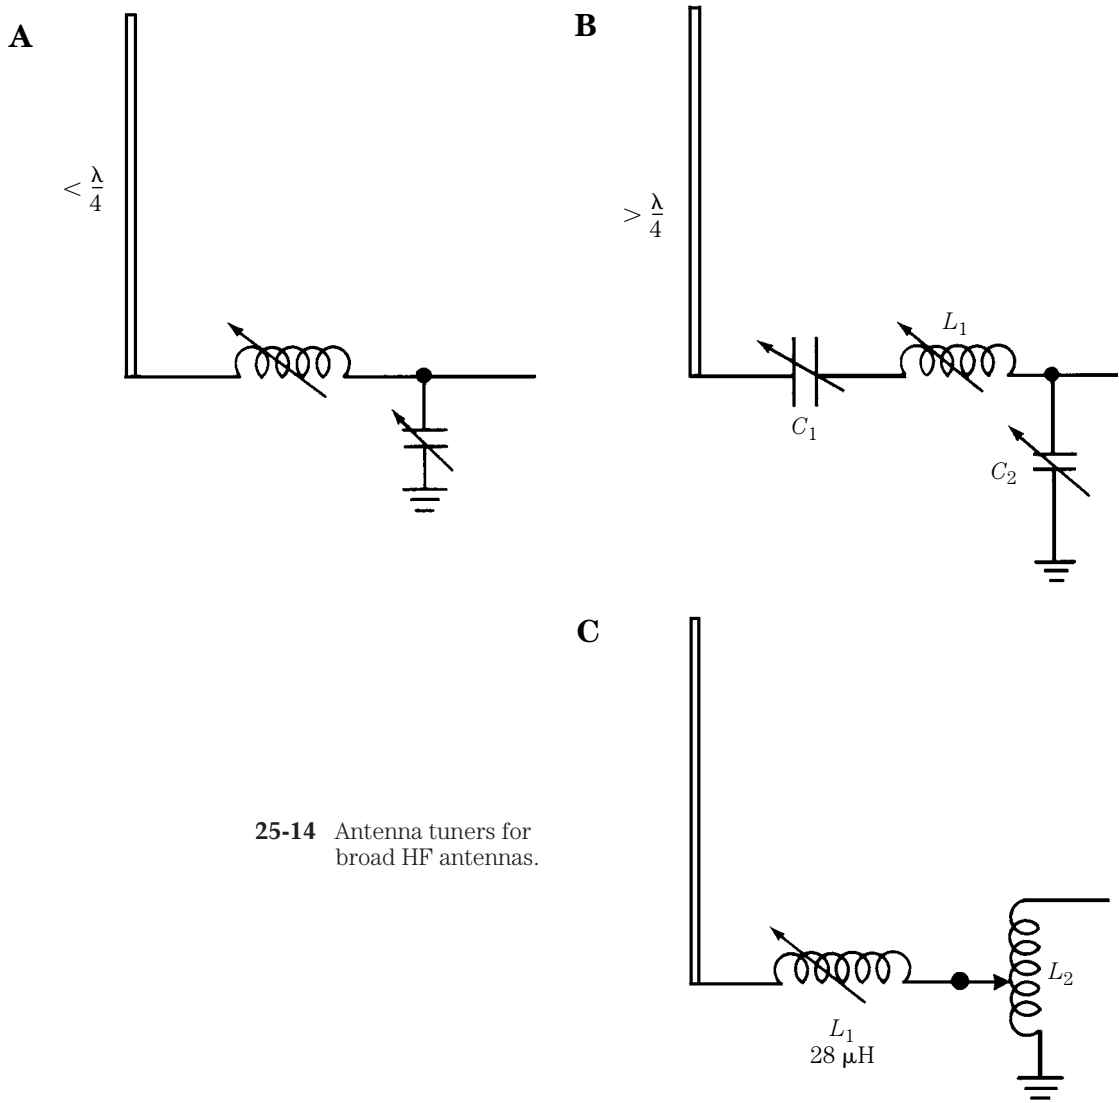 A
B
< λ/4
> λ/4
L₁
C₁
C₂
C
25-14 Antenna tuners for
broad HF antennas.
L₂
L₁
28 μH